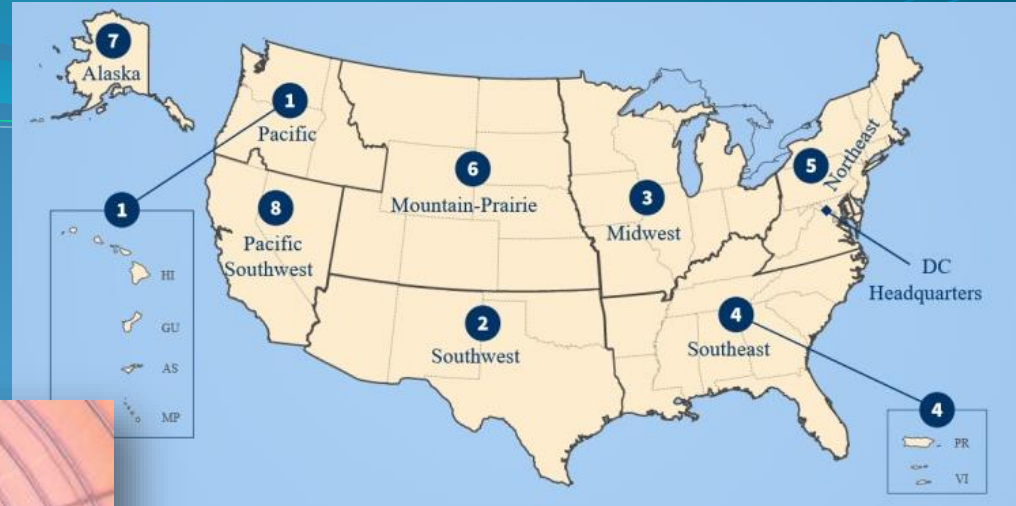 7
Alaska
1
Pacific
6
Mountain-Prairie
8
Pacific
Southwest
3
Midwest
5
Northeast
DC
Headquarters
2
Southwest
4
Southeast
1
HI
GU
AS
MP
4
PR
VI